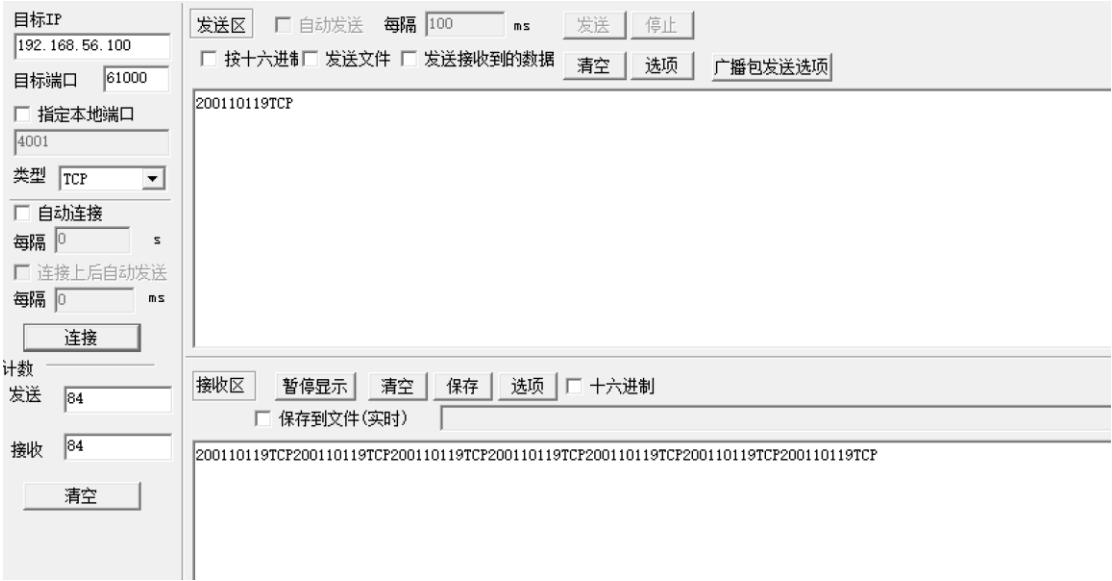 目标IP
192.168.56.100
目标端口 61000
指定本地端口
4001
类型 TCP
自动连接
每隔 0 s
连接上后自动发送
每隔 0 ms
连接
计数
发送 84
接收 84
清空
发送区 自动发送 每隔 100 ms 发送 停止
按十六进制 发送文件 发送接收到的数据 清空 选项 广播包发送选项
200110119TCP
接收区 暂停显示 清空 保存 选项 十六进制
保存到文件(实时)
200110119TCP200110119TCP200110119TCP200110119TCP200110119TCP200110119TCP200110119TCP